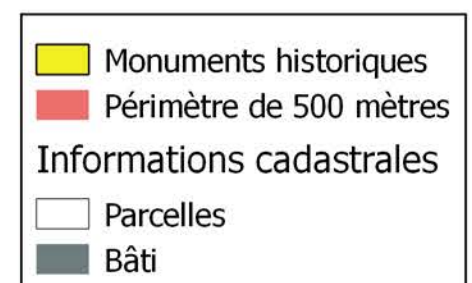 Monuments historiques
Périmètre de 500 mètres
Informations cadastrales
Parcelles
Bâti